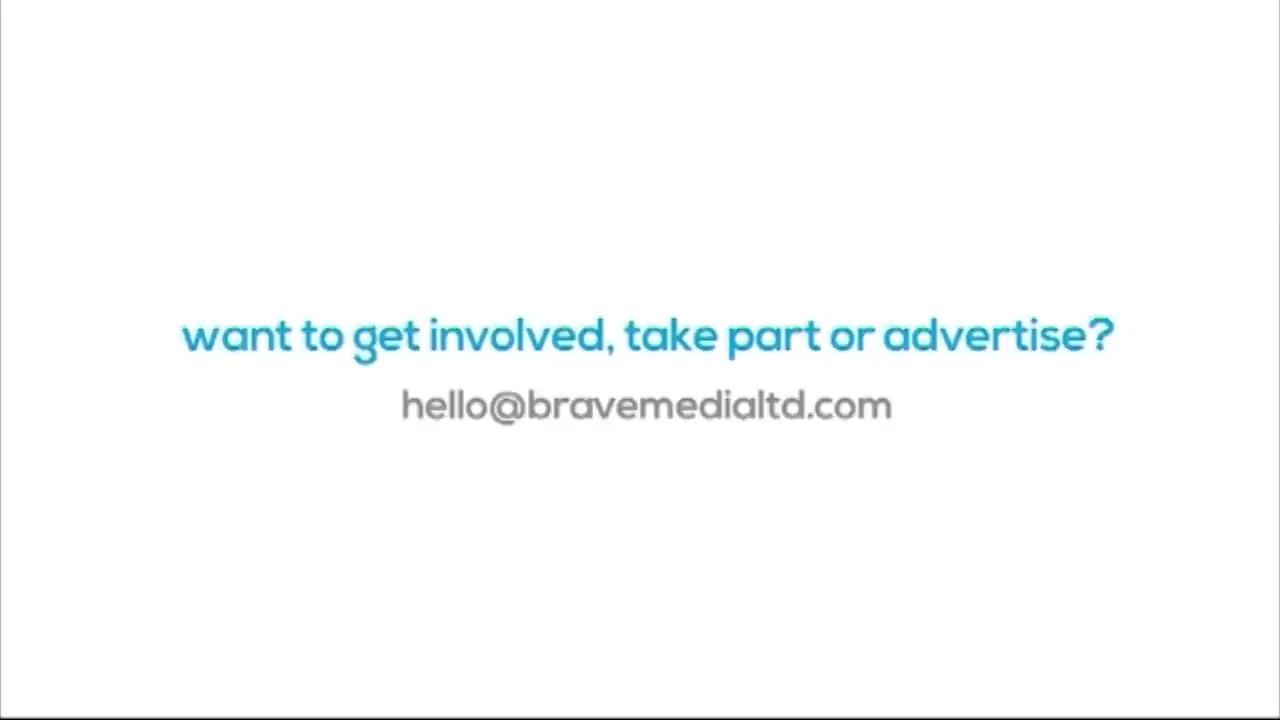 want to get involved, take part or advertise?
hello@bravemedialtd.com